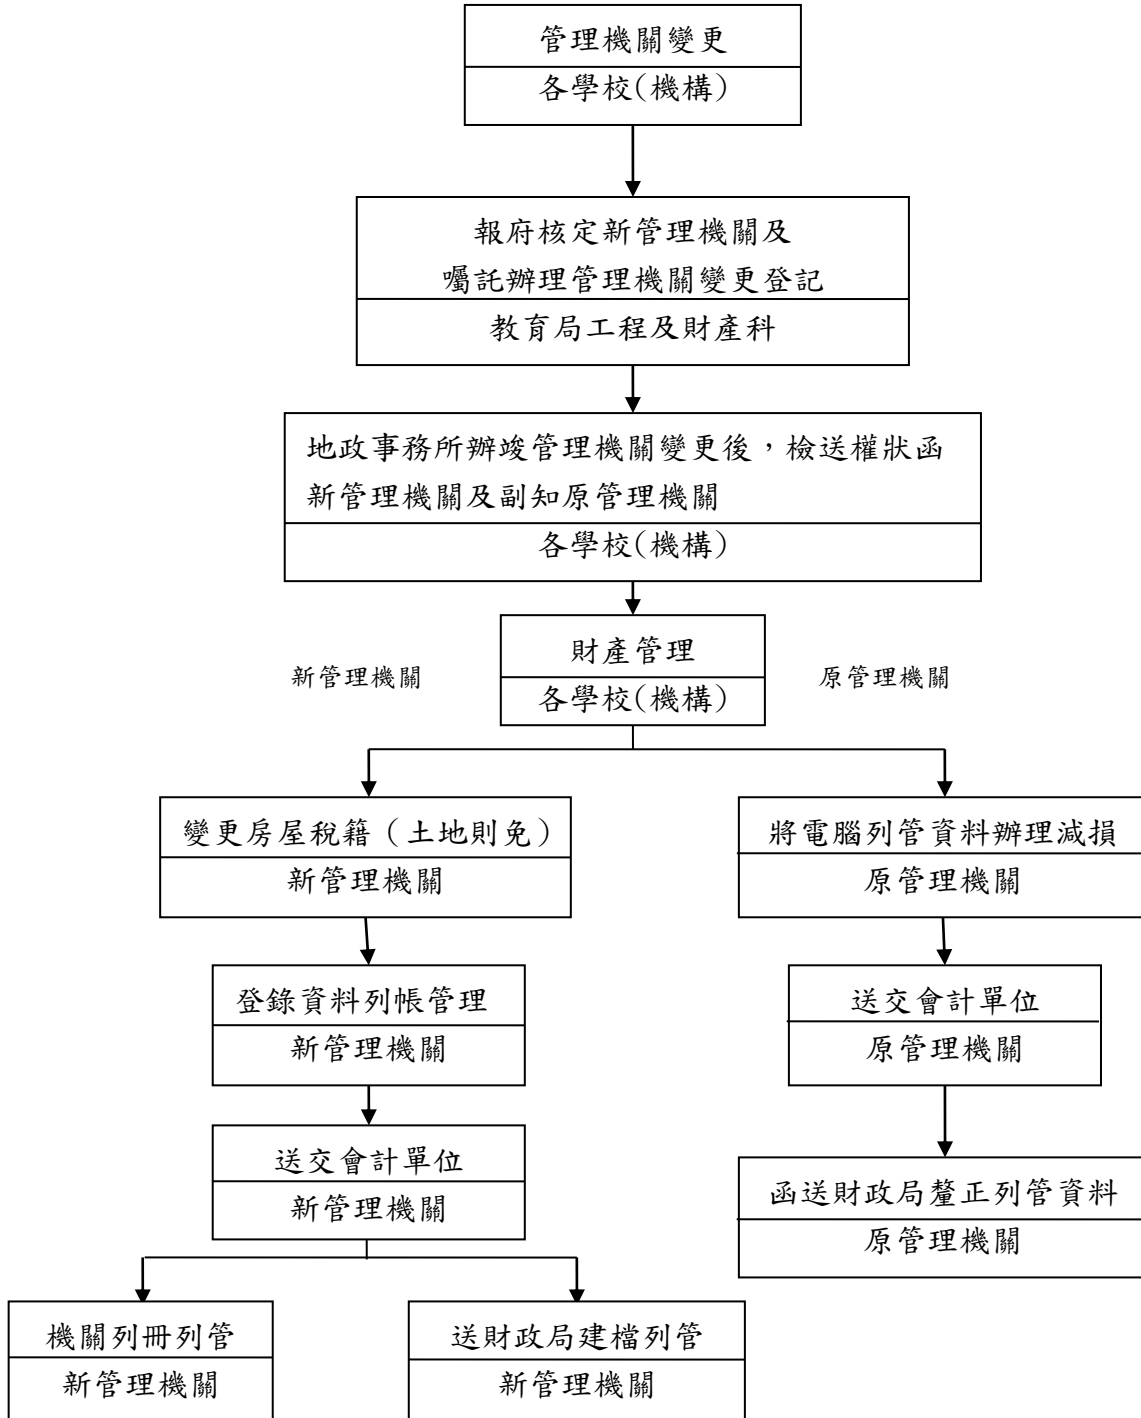 管理機關變更
各學校(機構)
報府核定新管理機關及
囑託辦理管理機關變更登記
教育局工程及財產科
地政事務所辦竣管理機關變更後，檢送權狀函
新管理機關及副知原管理機關
各學校(機構)
財產管理
各學校(機構)
新管理機關
原管理機關
變更房屋稅籍（土地則免）
新管理機關
將電腦列管資料辦理減損
原管理機關
登錄資料列帳管理
新管理機關
送交會計單位
原管理機關
送交會計單位
新管理機關
函送財政局釐正列管資料
原管理機關
機關列冊列管
新管理機關
送財政局建檔列管
新管理機關